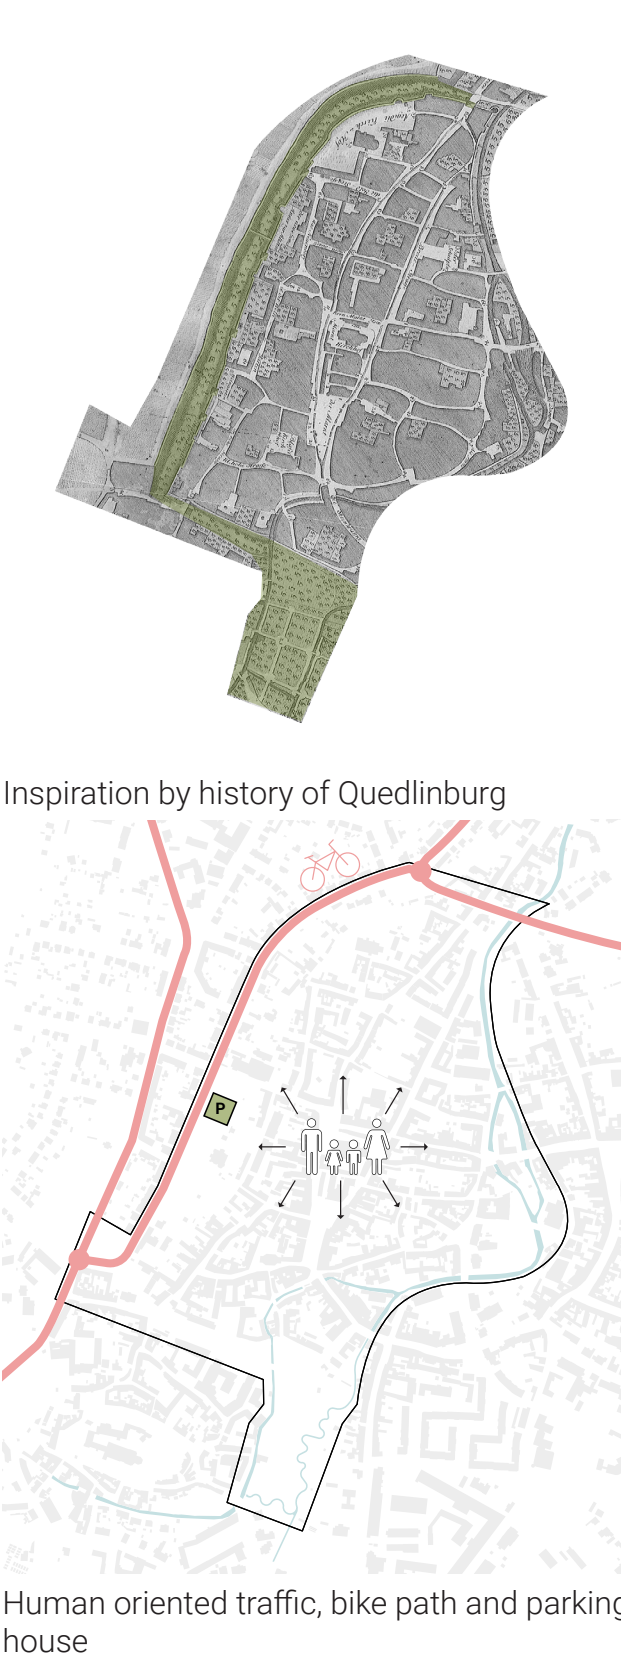 Inspiration by history of Quedlinburg
P
Human oriented traffic, bike path and parking
house